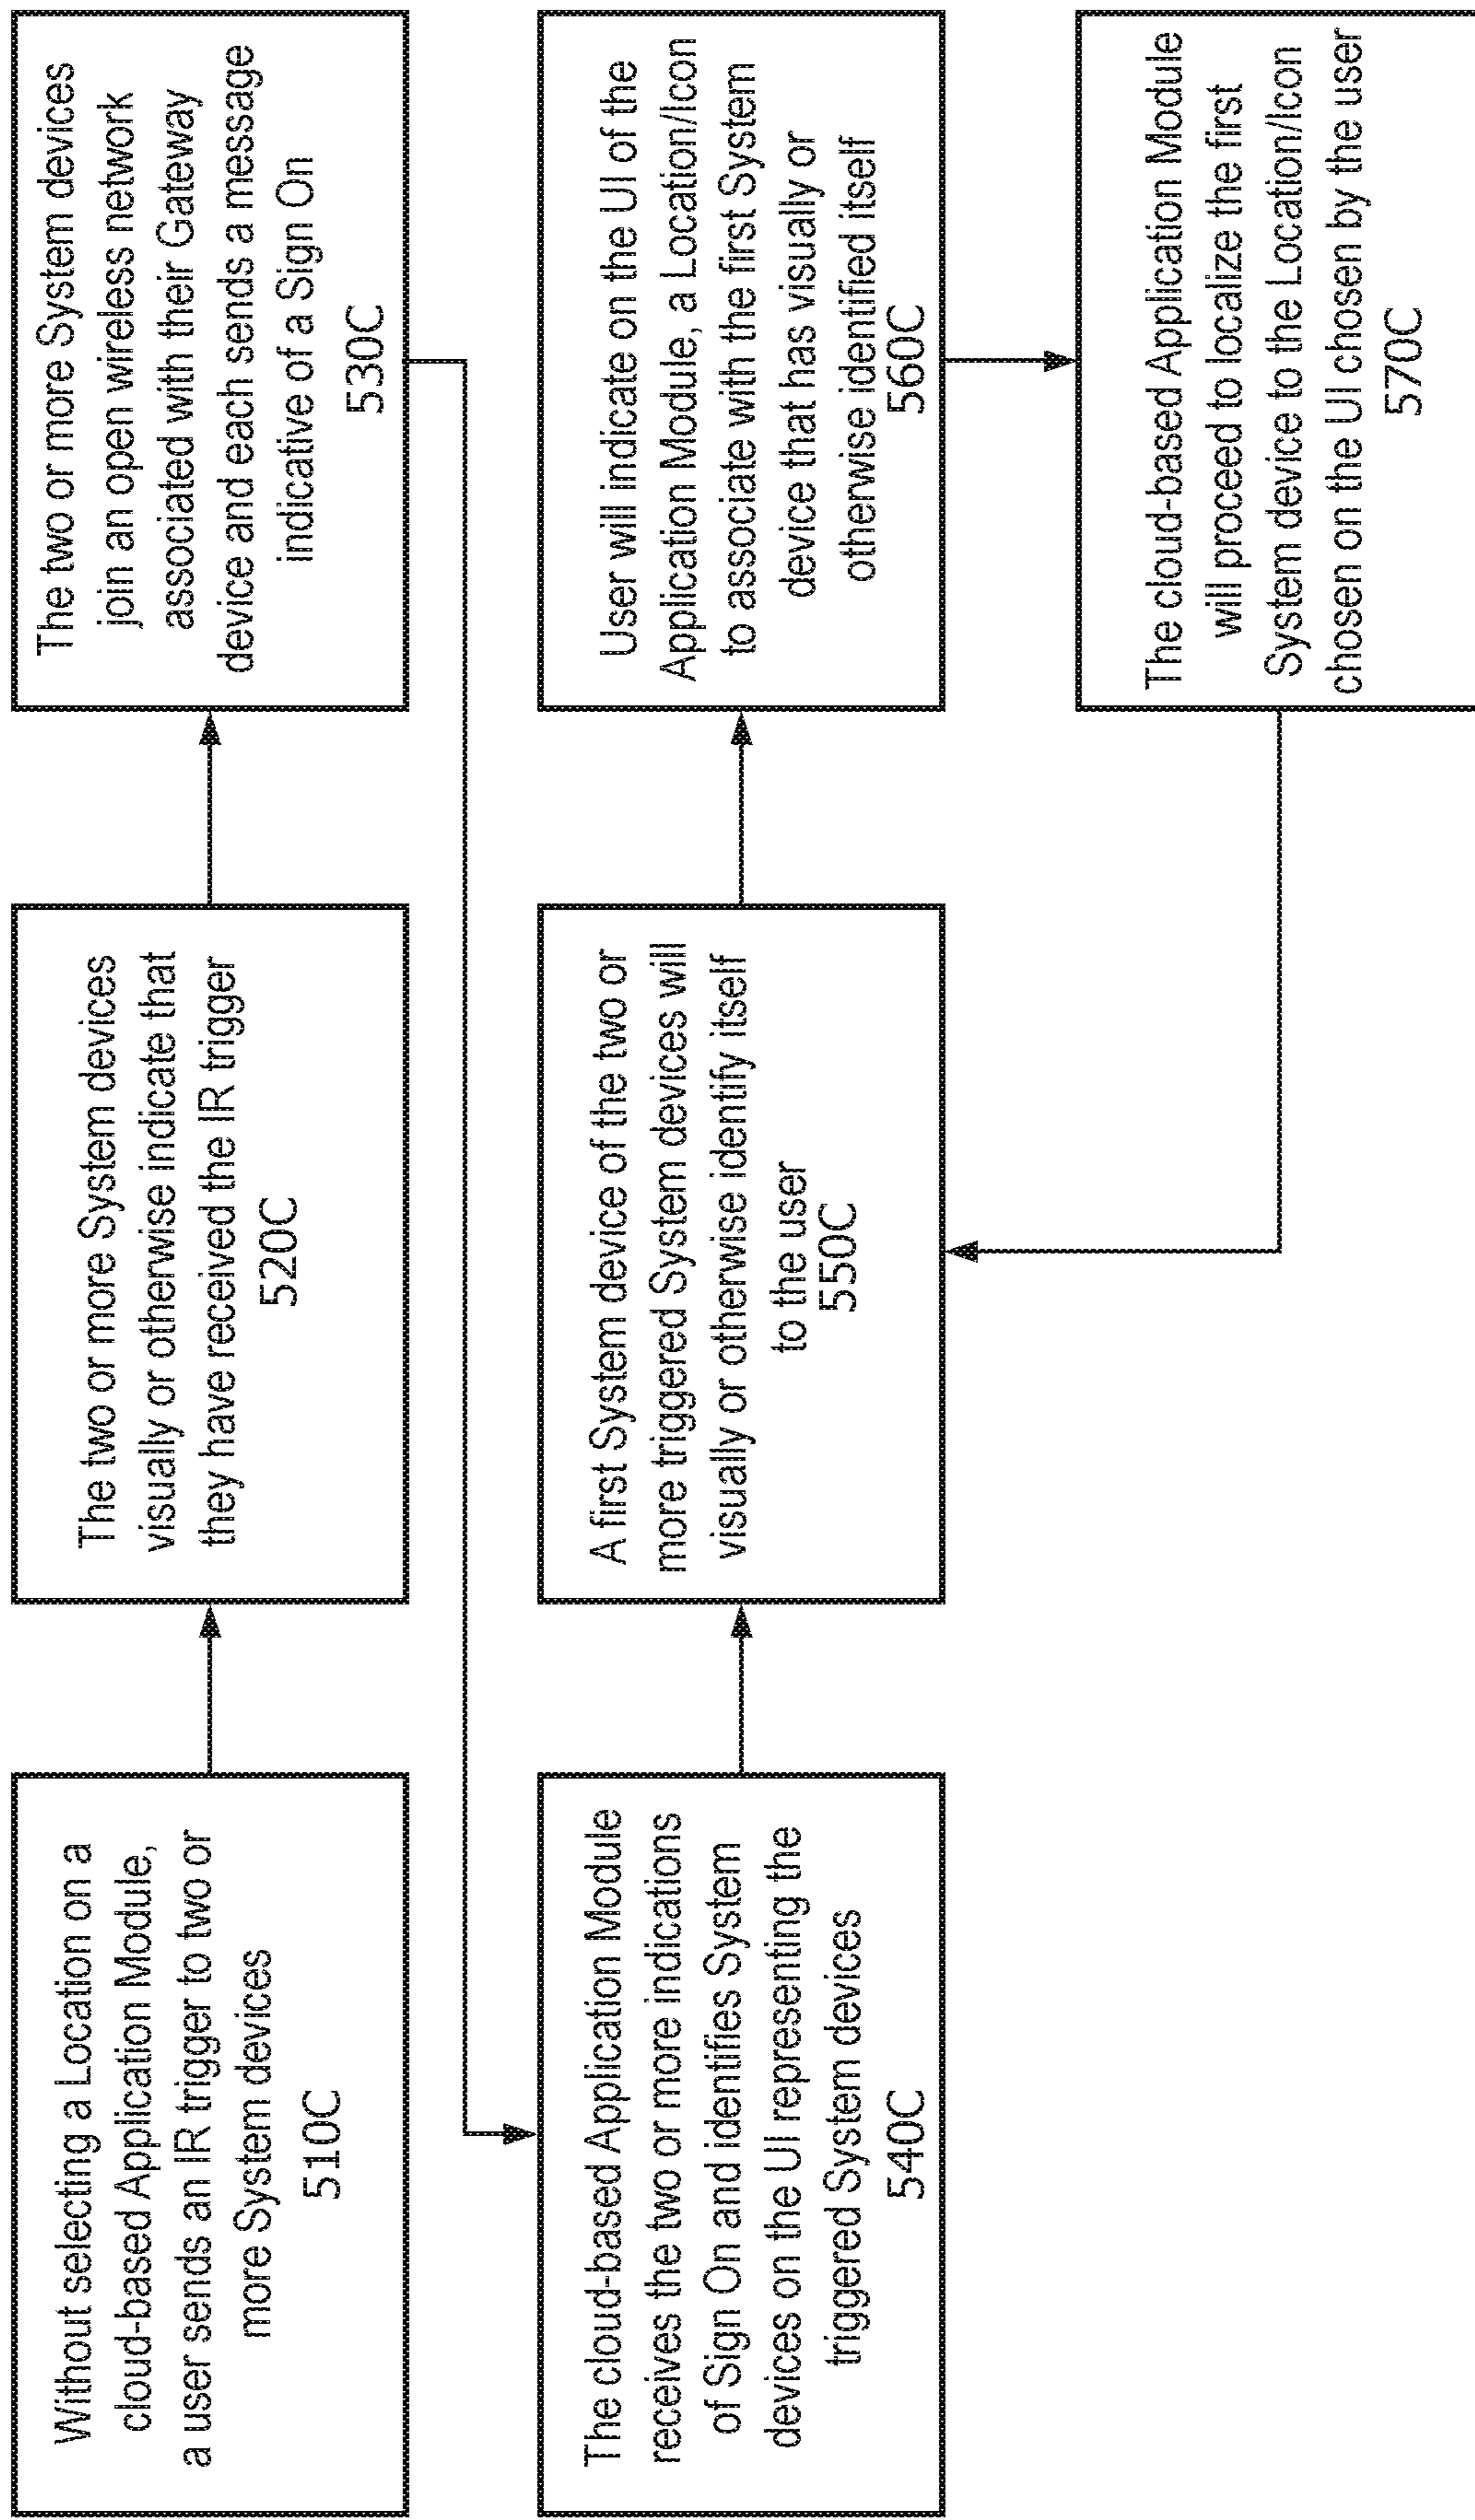 Without selecting a Location on a
cloud-based Application Module,
a user sends an IR trigger to two or
more System devices
510C
The two or more System devices
visually or otherwise indicate that
they have received the IR trigger
520C
The two or more System devices
join an open wireless network
associated with their Gateway
device and each sends a message
indicative of a Sign On
530C
The cloud-based Application Module
receives the two or more indications
of Sign On and identifies System
devices on the UI representing the
triggered System devices
540C
A first System device of the two or
more triggered System devices will
visually or otherwise identify itself
to the user
550C
User will indicate on the UI of the
Application Module, a Location/Icon
to associate with the first System
device that has visually or
otherwise identified itself
560C
The cloud-based Application Module
will proceed to localize the first
System device to the Location/Icon
chosen on the UI chosen by the user
570C